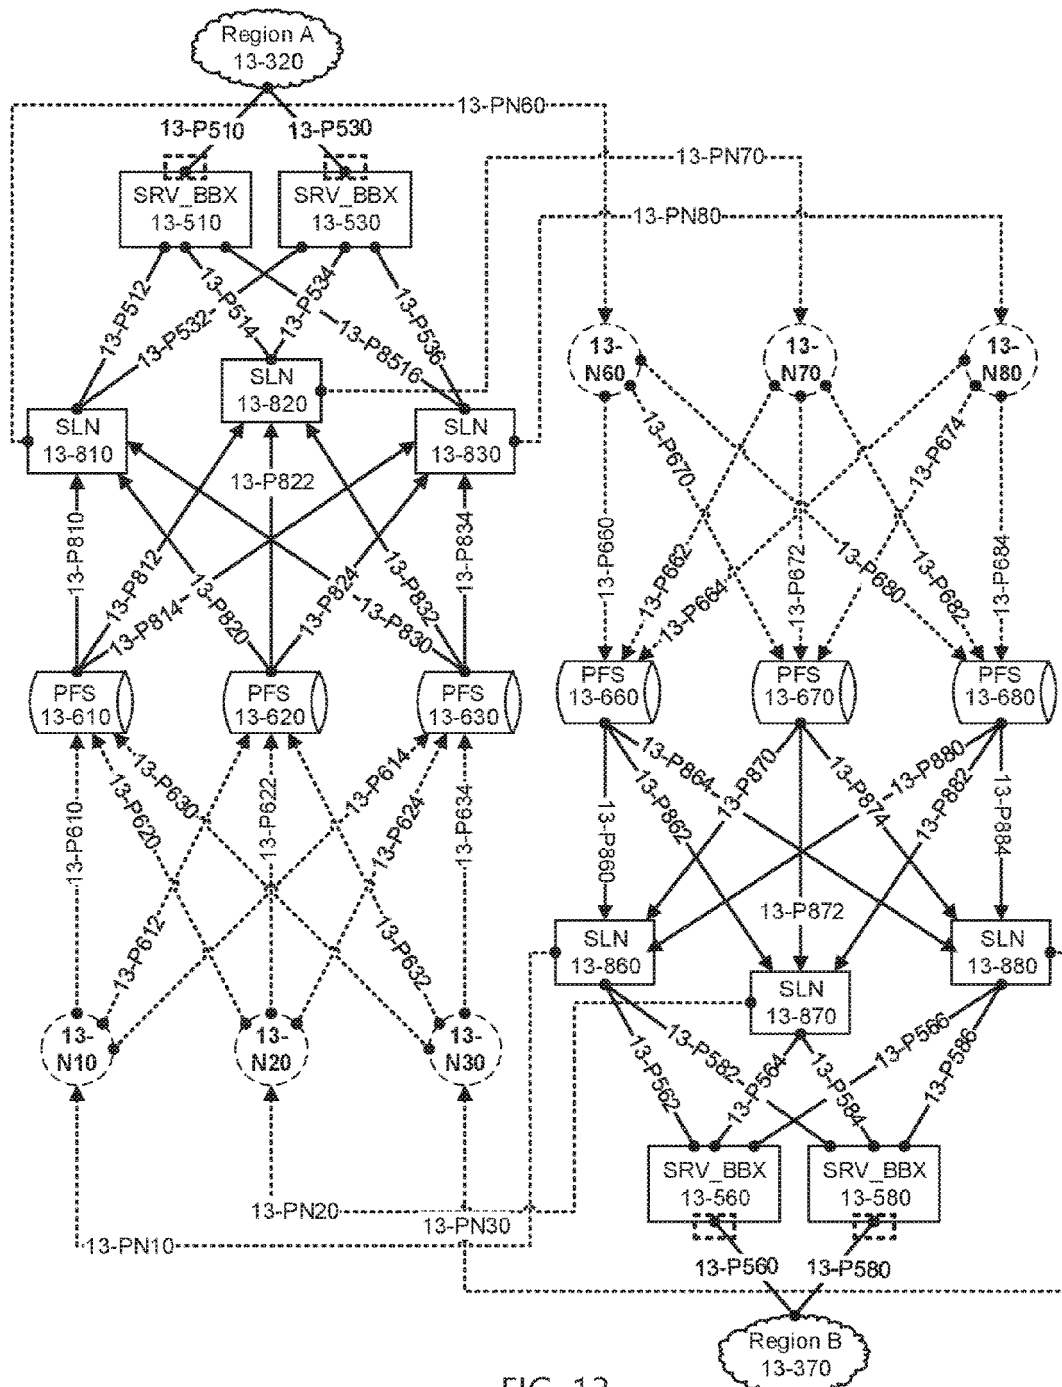 Region A
13-320
13-PN60
13-P510
13-P530
13-PN70
SRV_BBX
13-510
SRV_BBX
13-530
13-PN80
13-P512
13-P532
13-P514
13-P534
13-P8516
13-P536
13-
N60
13-
N70
13-
N80
SLN
13-820
SLN
13-810
SLN
13-830
13-P822
13-P670
13-P674
13-P810
13-P812
13-P814
13-P820
13-P824
13-P830
13-P832
13-P834
13-P660
13-P662
13-P664
13-P672
13-P680
13-P682
13-P684
PFS
13-610
PFS
13-620
PFS
13-630
PFS
13-660
PFS
13-670
PFS
13-680
13-P610
13-P620
13-P630
13-P612
13-P622
13-P614
13-P624
13-P632
13-P634
13-P860
13-P862
13-P864
13-P870
13-P872
13-P874
13-P880
13-P882
13-P884
SLN
13-860
SLN
13-880
SLN
13-870
13-
N10
13-
N20
13-
N30
13-P562
13-P582
13-P564
13-P584
13-P566
13-P586
SRV_BBX
13-560
SRV_BBX
13-580
13-PN20
13-PN30
13-PN10
13-P560
13-P580
Region B
13-370